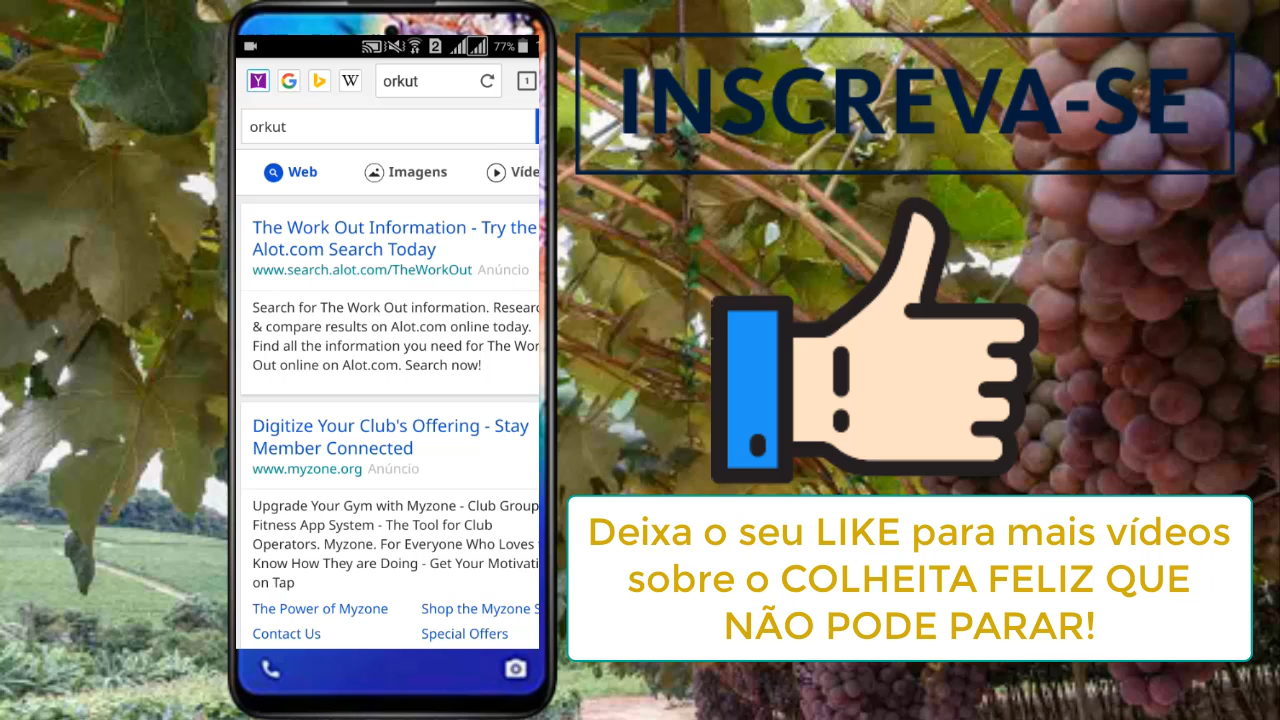 77%
Y G b W orkut 1
orkut
Web Imagens Víde
The Work Out Information - Try the
Alot.com Search Today
www.search.alot.com/TheWorkOut Anúncio
Search for The Work Out information. Researc
& compare results on Alot.com online today.
Find all the information you need for The Wor
Out online on Alot.com. Search now!
Digitize Your Club's Offering - Stay
Member Connected
www.myzone.org Anúncio
Upgrade Your Gym with Myzone - Club Group
Fitness App System - The Tool for Club
Operators. Myzone. For Everyone Who Loves
Know How They are Doing - Get Your Motivati
on Tap
The Power of Myzone Shop the Myzone S
Contact Us Special Offers
INSCREVA-SE
Deixa o seu LIKE para mais vídeos
sobre o COLHEITA FELIZ QUE
NÃO PODE PARAR!